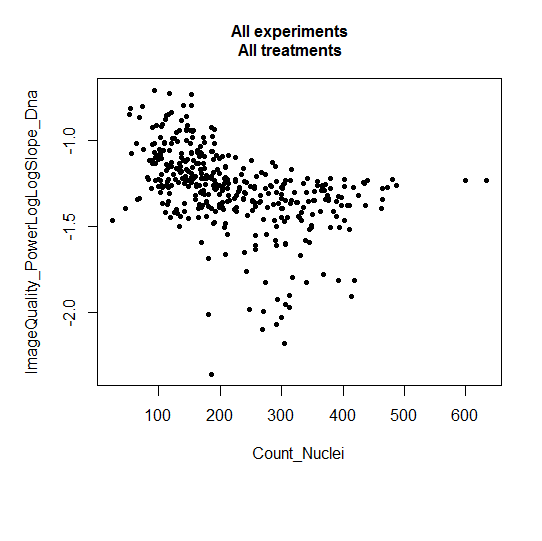 All experiments
All treatments
ImageQuality_PowerLogLogSlope_Dna
-1.0
-1.5
-2.0
100 200 300 400 500 600
Count_Nuclei